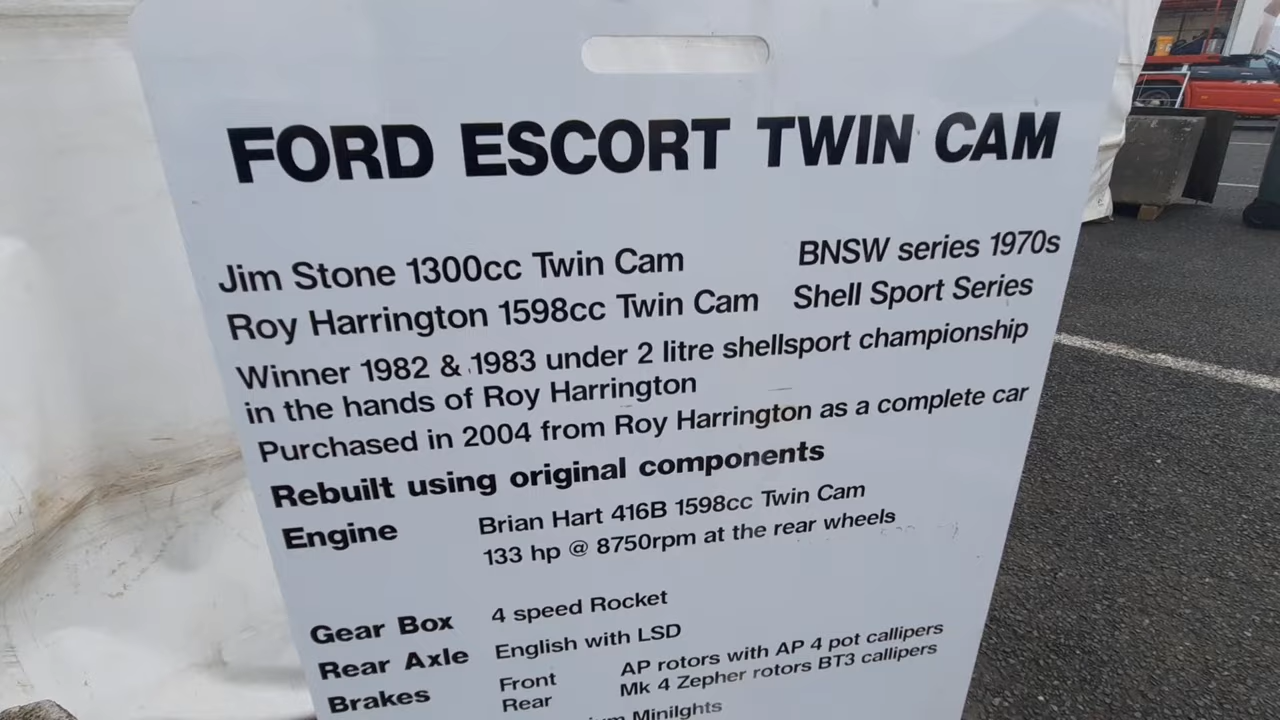 FORD ESCORT TWIN CAM
Jim Stone 1300cc Twin Cam BNSW series 1970s
Roy Harrington 1598cc Twin Cam Shell Sport Series
Winner 1982 & 1983 under 2 litre shellsport championship
in the hands of Roy Harrington
Purchased in 2004 from Roy Harrington as a complete car
Rebuilt using original components
Engine Brian Hart 416B 1598cc Twin Cam
133 hp @ 8750rpm at the rear wheels
Gear Box 4 speed Rocket
Rear Axle English with LSD
Brakes Front AP rotors with AP 4 pot callipers
Rear Mk 4 Zepher rotors BT3 callipers
Minilghts